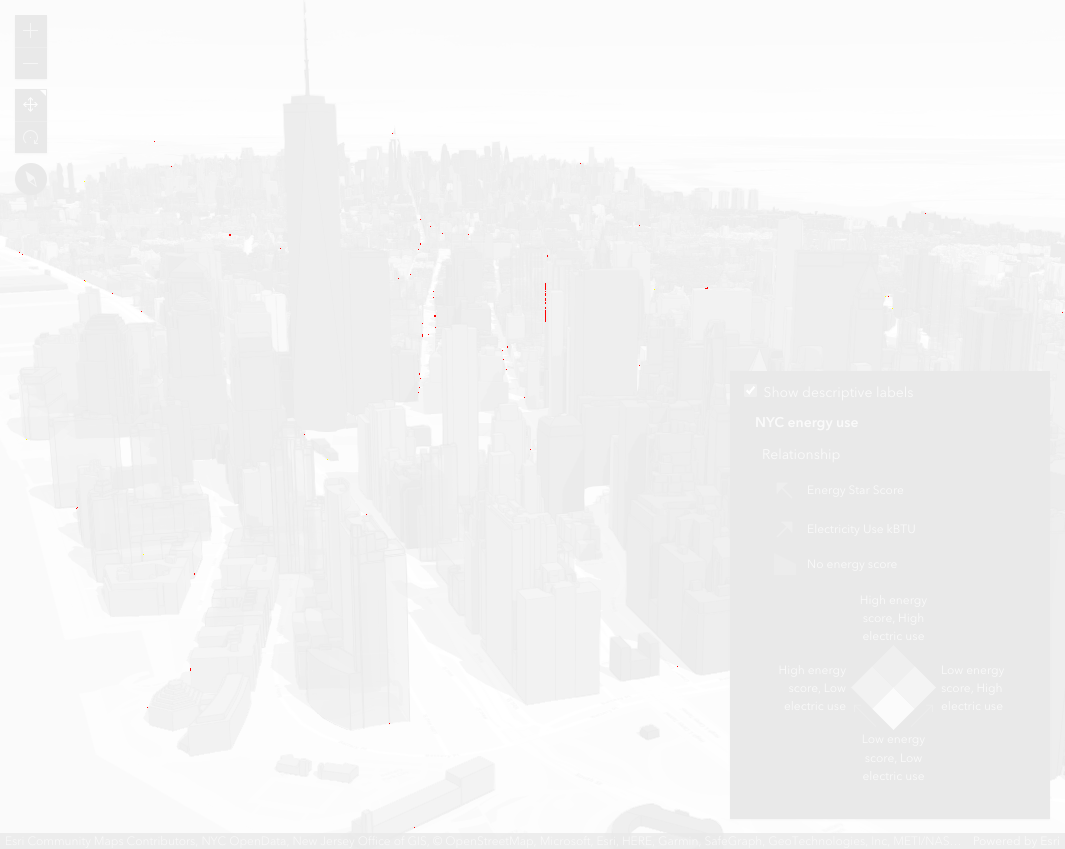 Show descriptive labels
NYC energy use
Relationship
Energy Star Score
Electricity Use kBTU
No energy score
High energy
score, High
electric use
High energy
score, Low
electric use
Low energy
score, High
electric use
Low energy
score, Low
electric use
Esri Community Maps Contributors, NYC OpenData, New Jersey Office of GIS, © OpenStreetMap, Microsoft, Esri, HERE, Garmin, SafeGraph, GeoTechnologies, Inc, METI/NAS, Powered by Esri